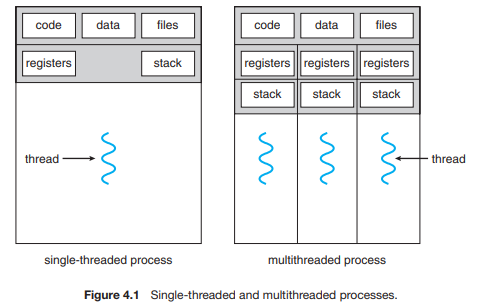 code data files code data files
registers stack registers registers registers
stack stack stack
thread thread
single-threaded process multithreaded process
Figure 4.1 Single-threaded and multithreaded processes.